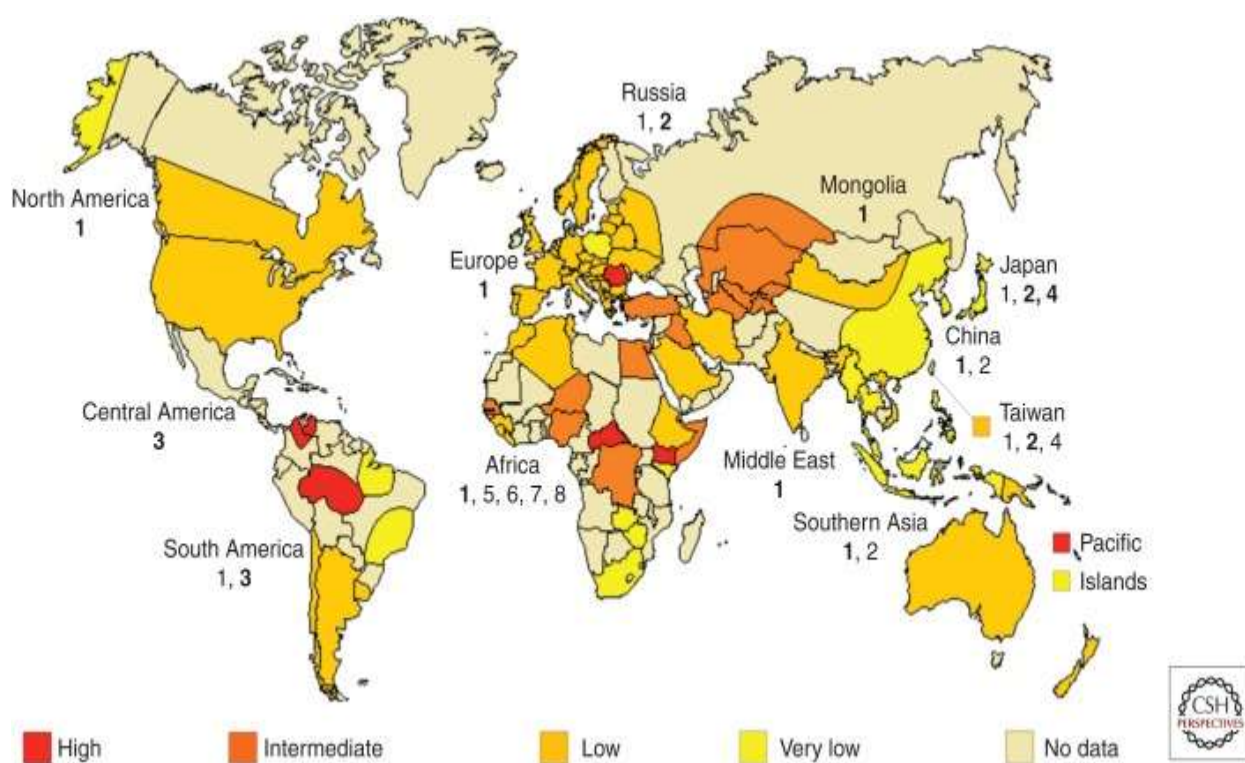 Russia
1, 2
Mongolia
1
North America
1
Europe
1
Japan
1, 2, 4
China
1, 2
Central America
3
Taiwan
1, 2, 4
Africa
1, 5, 6, 7, 8
Middle East
1
Southern Asia
1, 2
South America
1, 3
Pacific
Islands
CSH
PERSPECTIVES
High
Intermediate
Low
Very low
No data